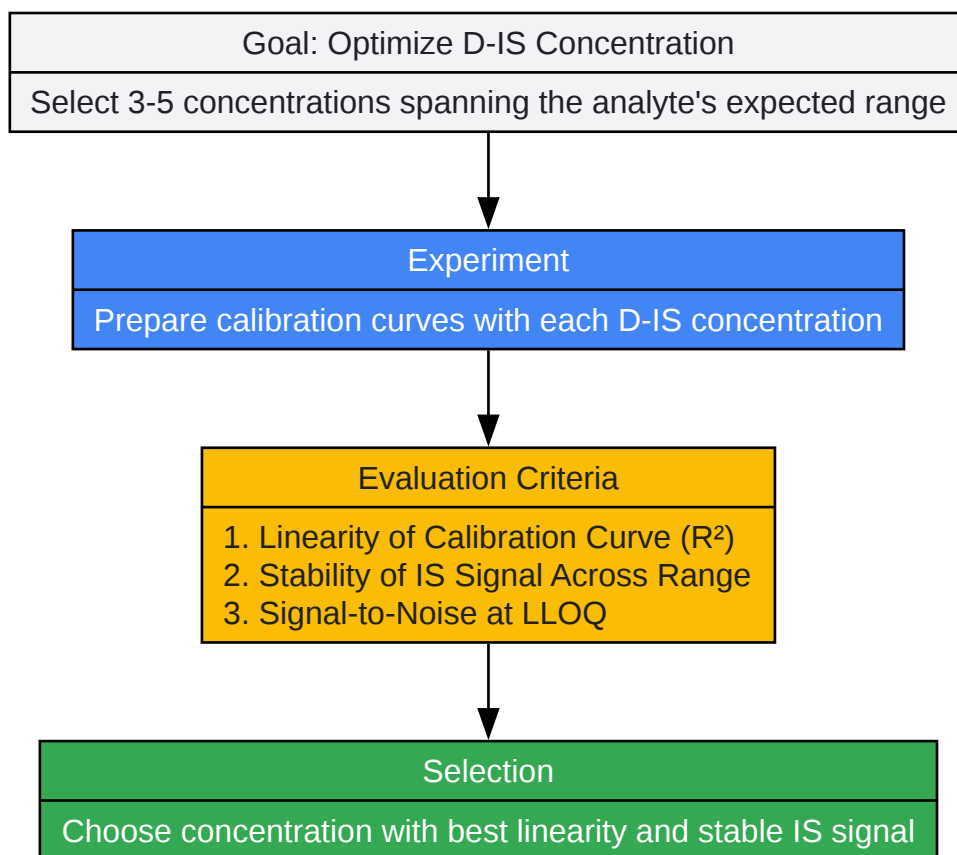 Goal: Optimize D-IS Concentration
Select 3-5 concentrations spanning the analyte's expected range
Experiment
Prepare calibration curves with each D-IS concentration
Evaluation Criteria
1. Linearity of Calibration Curve (R²)
2. Stability of IS Signal Across Range
3. Signal-to-Noise at LLOQ
Selection
Choose concentration with best linearity and stable IS signal